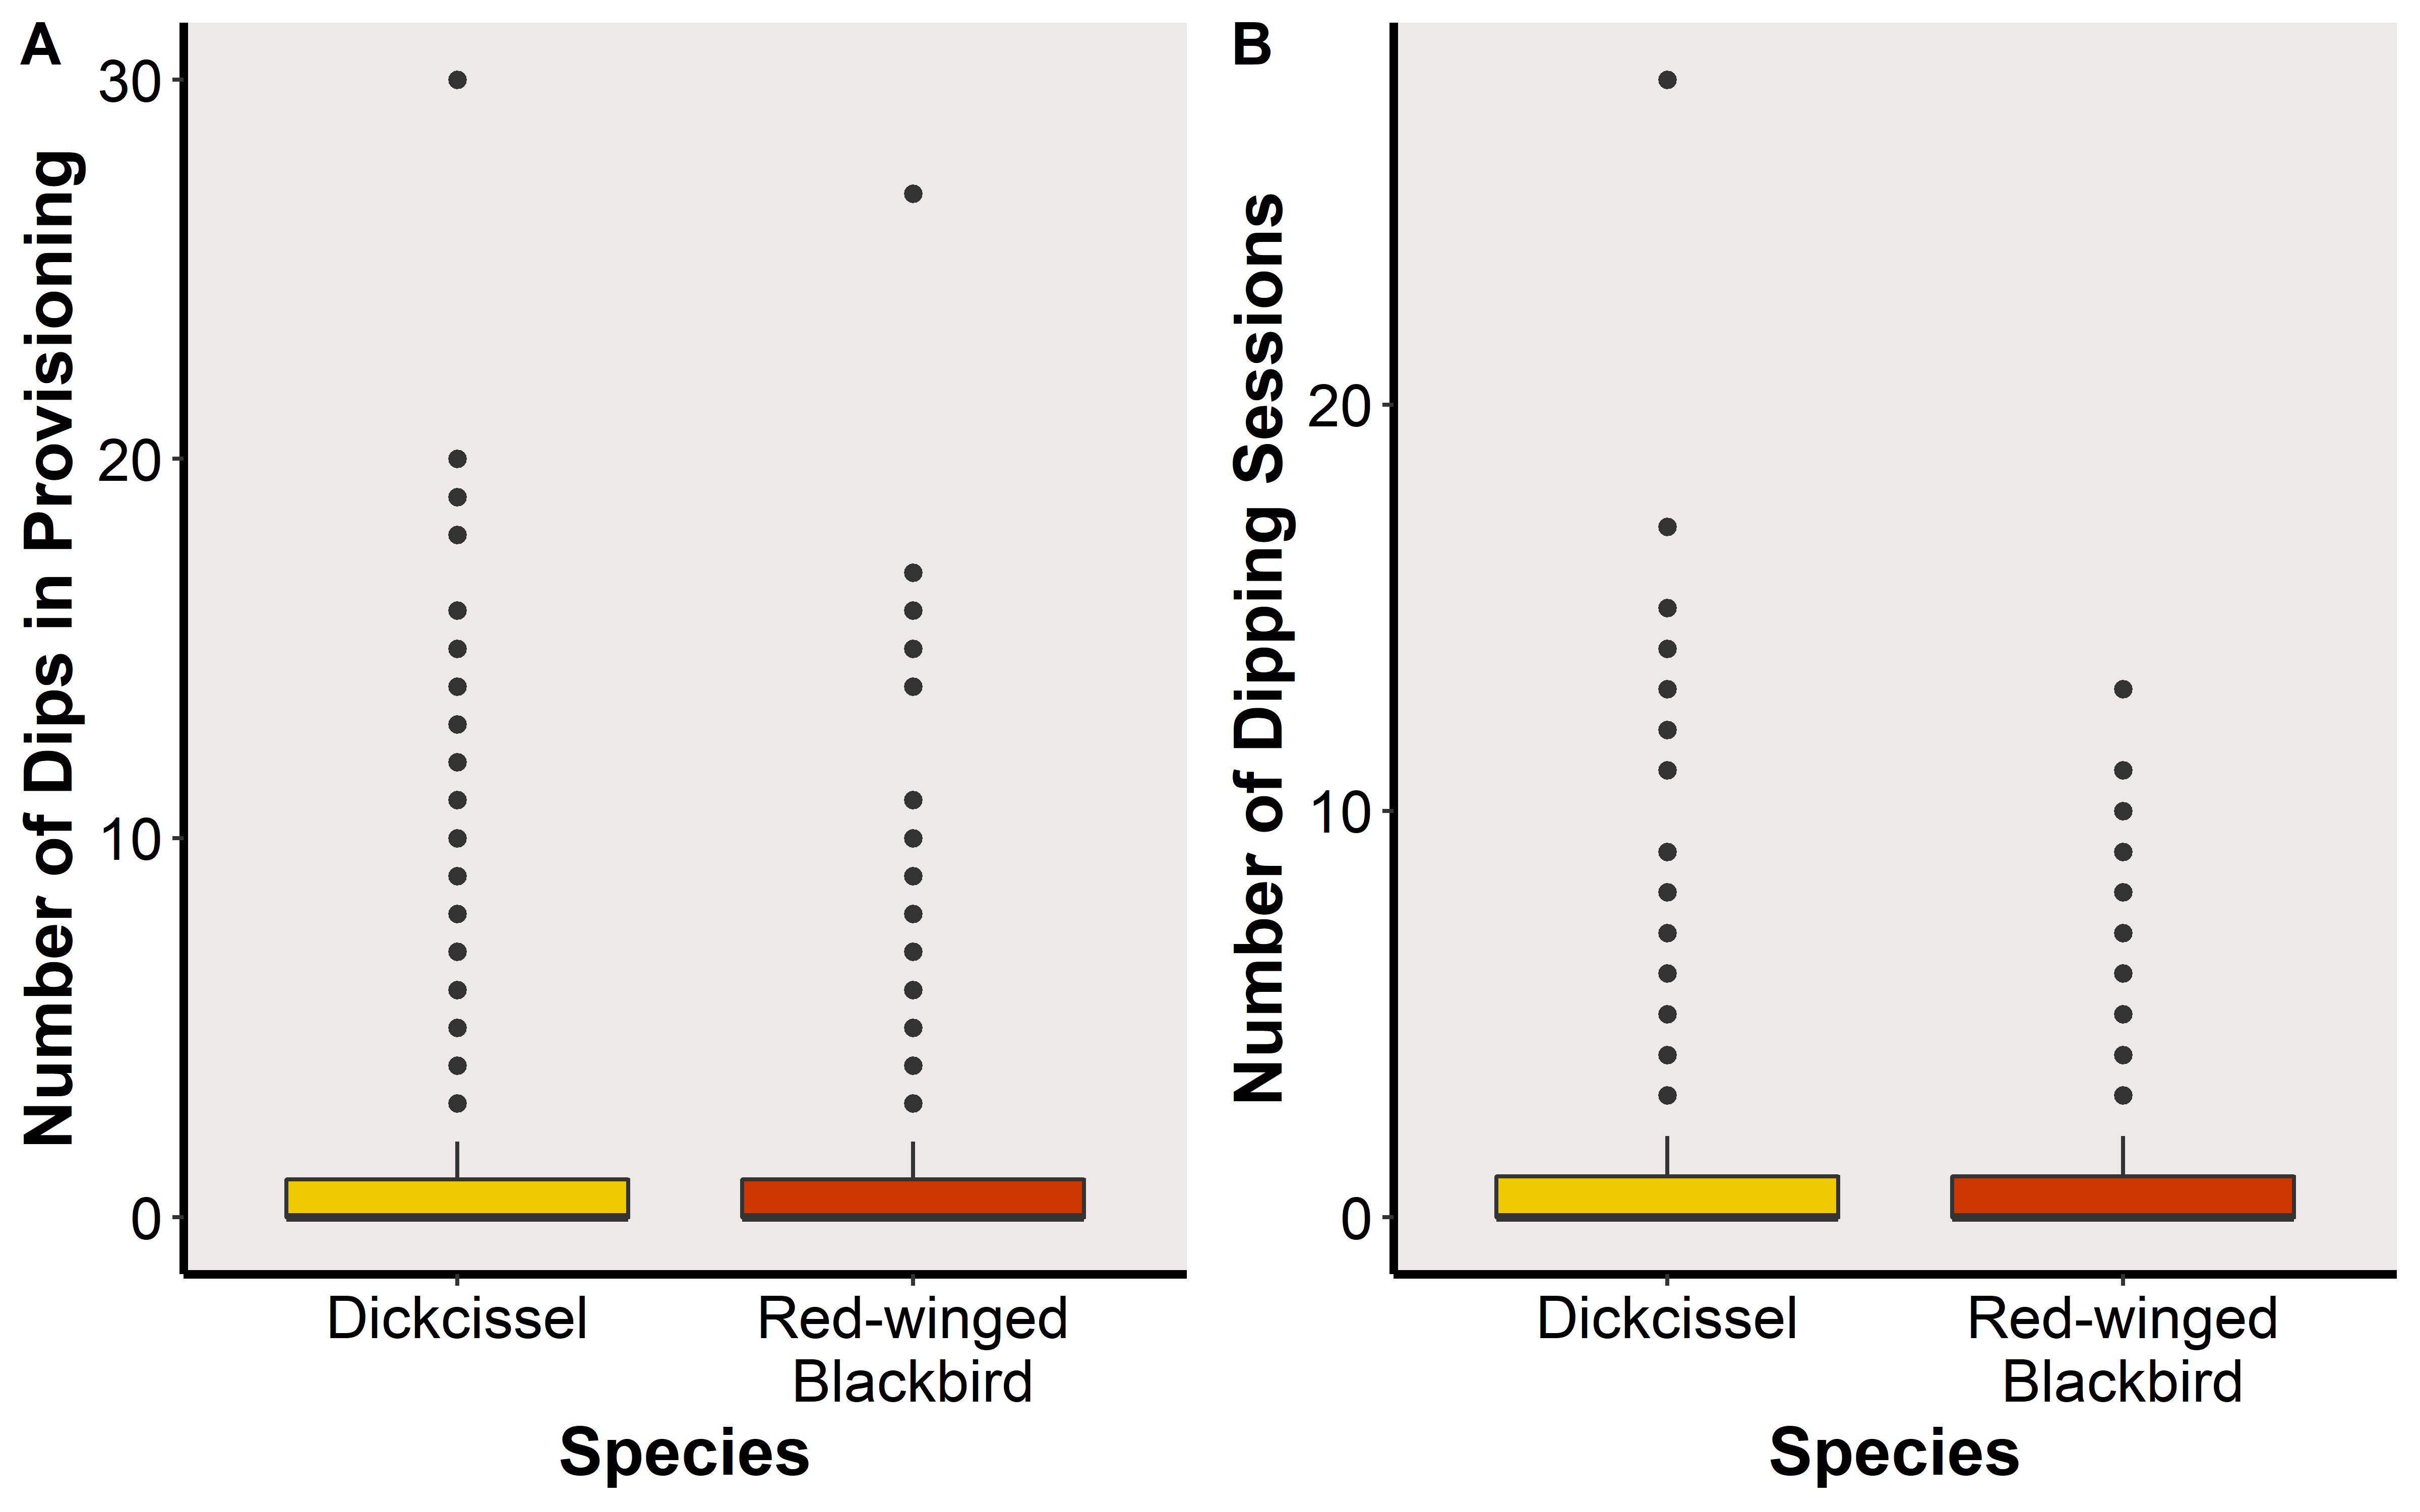 A
Number of Dips in Provisioning
30
20
10
0
Dickcissel
Red-winged
Blackbird
Species
B
Number of Dipping Sessions
20
10
0
Dickcissel
Red-winged
Blackbird
Species